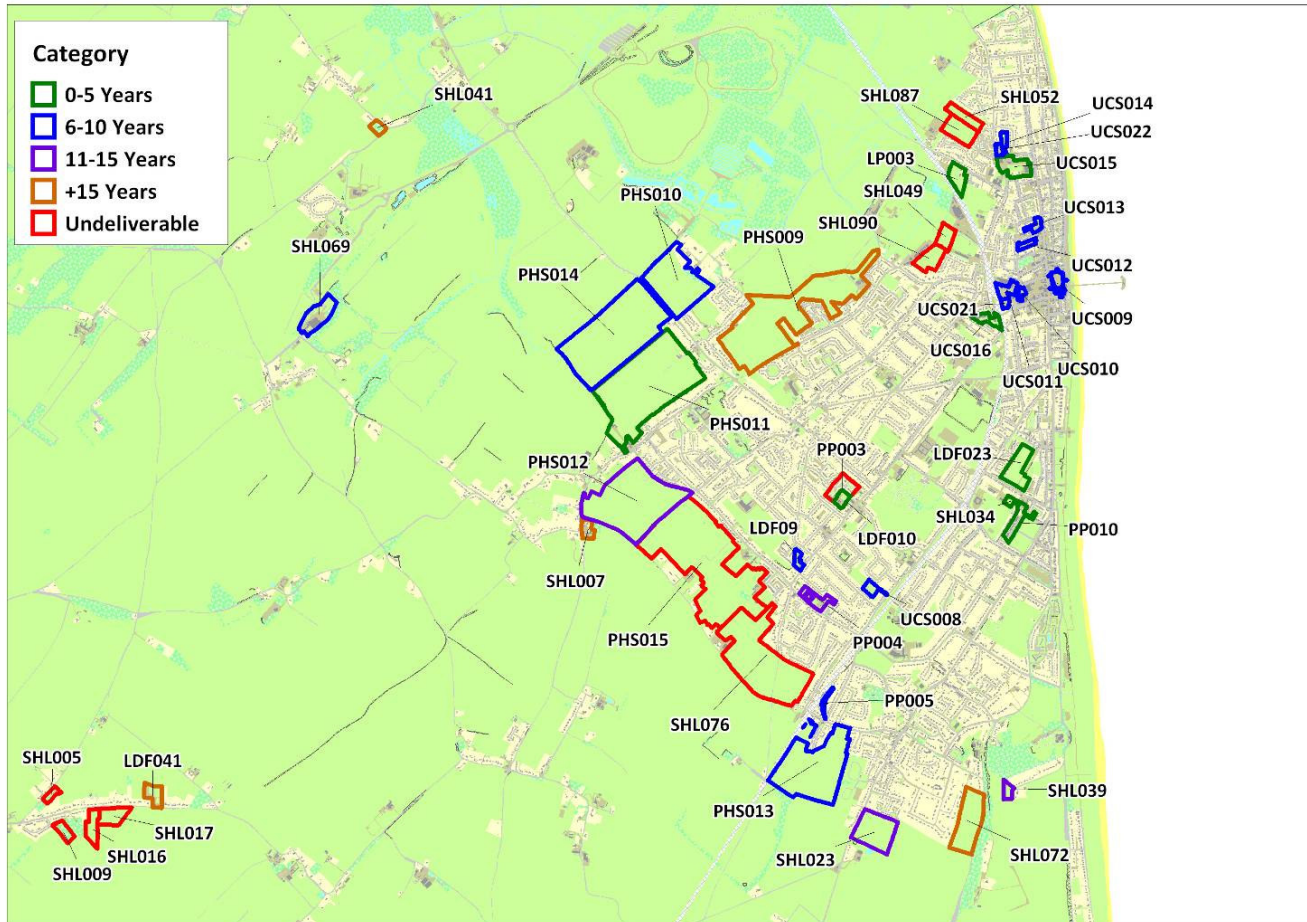 Category
0-5 Years
6-10 Years
11-15 Years
+15 Years
Undeliverable
SHL041
SHL087
SHL052
UCS014
UCS022
UCS015
LP003
SHL049
PHS010
UCS013
SHL090
PHS009
SHL069
PHS014
UCS012
UCS021
UCS009
UCS016
UCS010
UCS011
PHS011
PP003
LDF023
PHS012
SHL034
LDF09
LDF010
PP010
SHL007
UCS008
PHS015
PP004
PP005
SHL076
SHL005
LDF041
SHL039
PHS013
SHL017
SHL016
SHL023
SHL072
SHL009